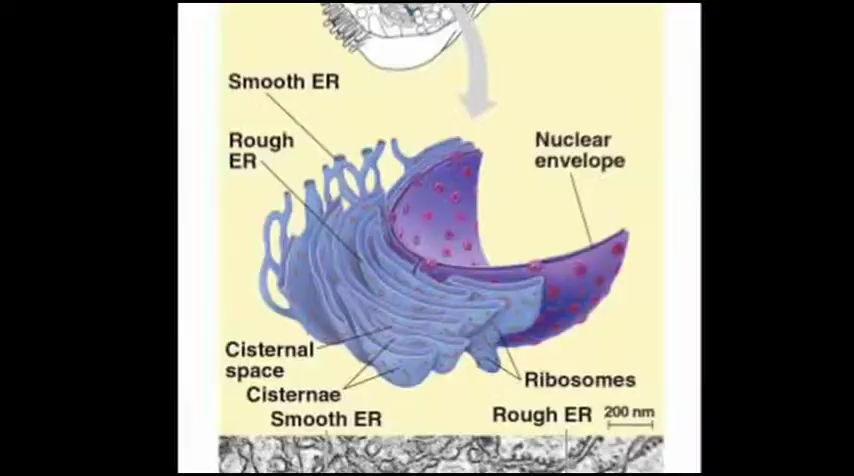 Smooth ER
Rough
ER
Nuclear
envelope
Cisternal
space
Cisternae
Ribosomes
Smooth ER
Rough ER
200 nm